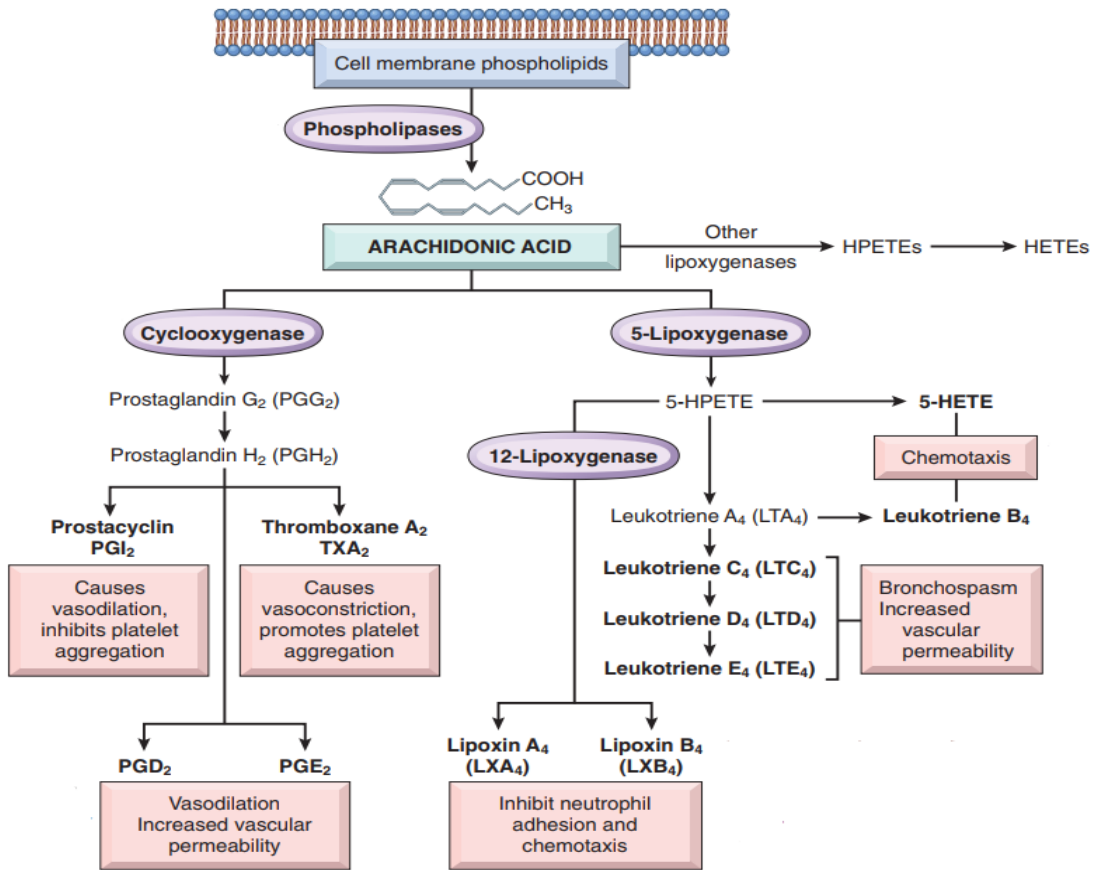 Cell membrane phospholipids
Phospholipases
COOH
CH₃
ARACHIDONIC ACID
Other
lipoxygenases
HPETEs
HETEs
Cyclooxygenase
5-Lipoxygenase
Prostaglandin G₂ (PGG₂)
5-HPETE
5-HETE
Prostaglandin H₂ (PGH₂)
12-Lipoxygenase
Chemotaxis
Leukotriene A₄ (LTA₄)
Leukotriene B₄
Prostacyclin
PGI₂
Thromboxane A₂
TXA₂
Causes
vasodilation,
inhibits platelet
aggregation
Causes
vasoconstriction,
promotes platelet
aggregation
Leukotriene C₄ (LTC₄)
Leukotriene D₄ (LTD₄)
Leukotriene E₄ (LTE₄)
Bronchospasm
Increased
vascular
permeability
PGD₂
PGE₂
Vasodilation
Increased vascular
permeability
Lipoxin A₄
(LXA₄)
Lipoxin B₄
(LXB₄)
Inhibit neutrophil
adhesion and
chemotaxis